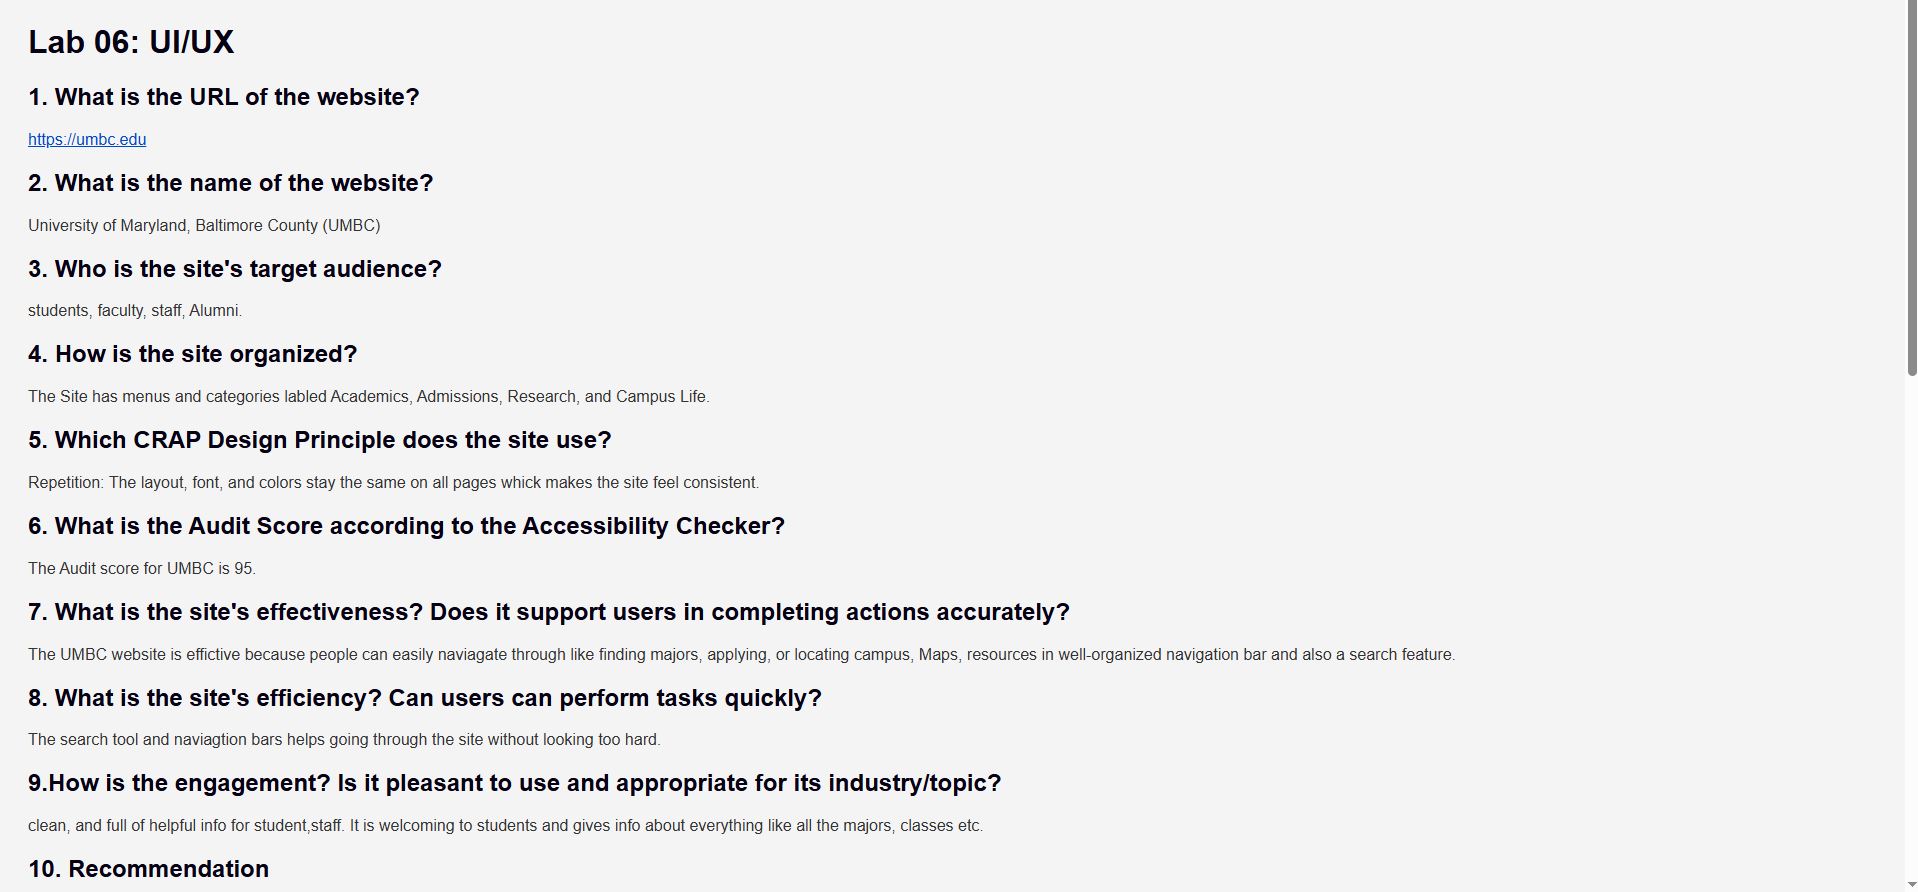 Lab 06: UI/UX
1. What is the URL of the website?
https://umbc.edu
2. What is the name of the website?
University of Maryland, Baltimore County (UMBC)
3. Who is the site's target audience?
students, faculty, staff, Alumni.
4. How is the site organized?
The Site has menus and categories labled Academics, Admissions, Research, and Campus Life.
5. Which CRAP Design Principle does the site use?
Repetition: The layout, font, and colors stay the same on all pages whick makes the site feel consistent.
6. What is the Audit Score according to the Accessibility Checker?
The Audit score for UMBC is 95.
7. What is the site's effectiveness? Does it support users in completing actions accurately?
The UMBC website is effictive because people can easily naviagate through like finding majors, applying, or locating campus, Maps, resources in well-organized navigation bar and also a search feature.
8. What is the site's efficiency? Can users can perform tasks quickly?
The search tool and naviagtion bars helps going through the site without looking too hard.
9.How is the engagement? Is it pleasant to use and appropriate for its industry/topic?
clean, and full of helpful info for student,staff. It is welcoming to students and gives info about everything like all the majors, classes etc.
10. Recommendation